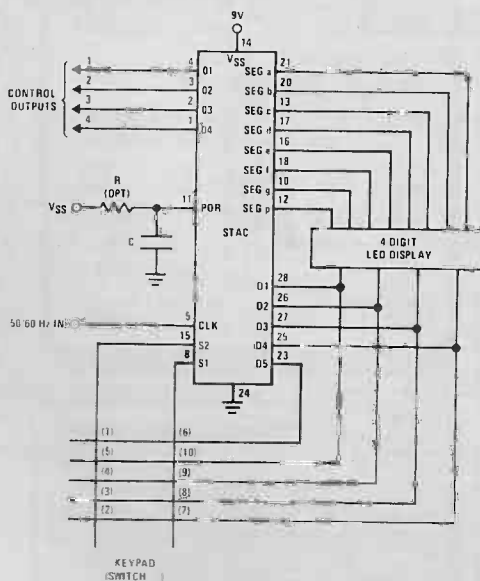 9V
14
VSS
1 4 O1 SEG a 21
2 3 O2 SEG b 20
3 2 O3 SEG c 13
4 1 O4 SEG d 17
CONTROL
OUTPUTS
SEG e 16
SEG f 18
SEG g 10
SEG p 12
R
(OPT)
VSS
11 POR
C
STAC
4 DIGIT
LED DISPLAY
D1 28
D2 26
D3 27
D4 25
D5 23
50/60 Hz IN 5 CLK
15 S2
8 S1
24
(1) (6)
(5) (10)
(4) (9)
(3) (8)
(2) (7)
KEYPAD
(SWITCH